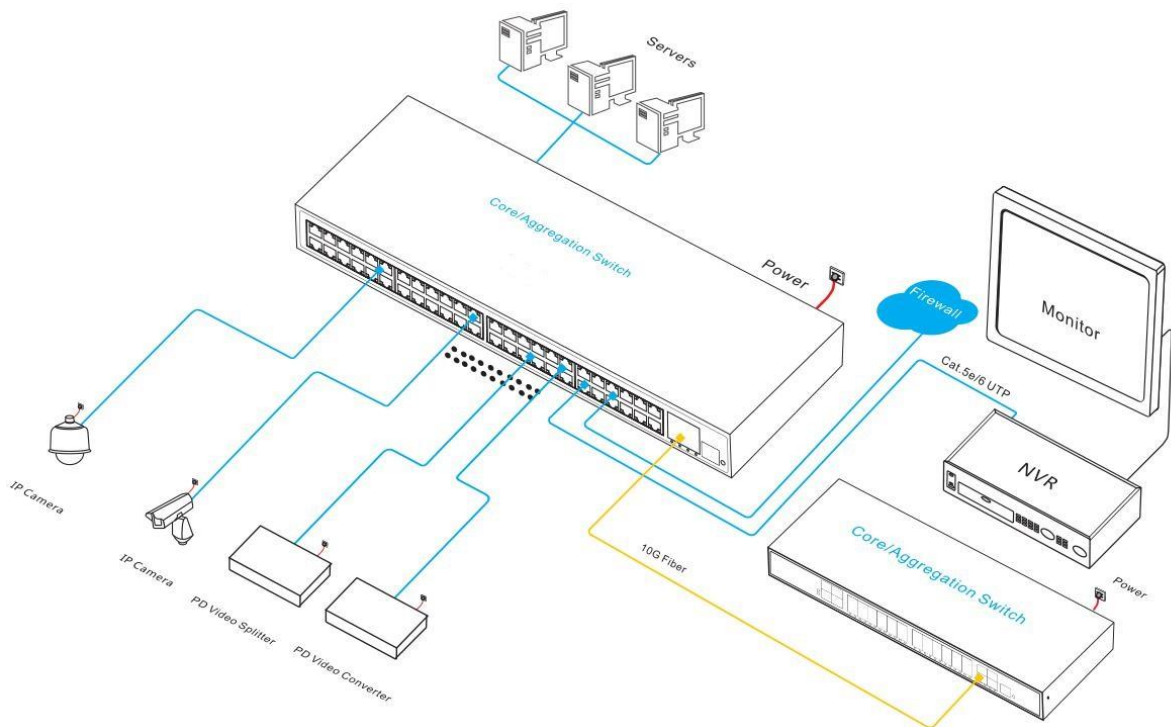 Servers
Core/Aggregation Switch
Power
Firewall
Monitor
Cat.5e/6 UTP
NVR
IP Camera
IP Camera
PD Video Splitter
PD Video Converter
10G Fiber
Core/Aggregation Switch
Power